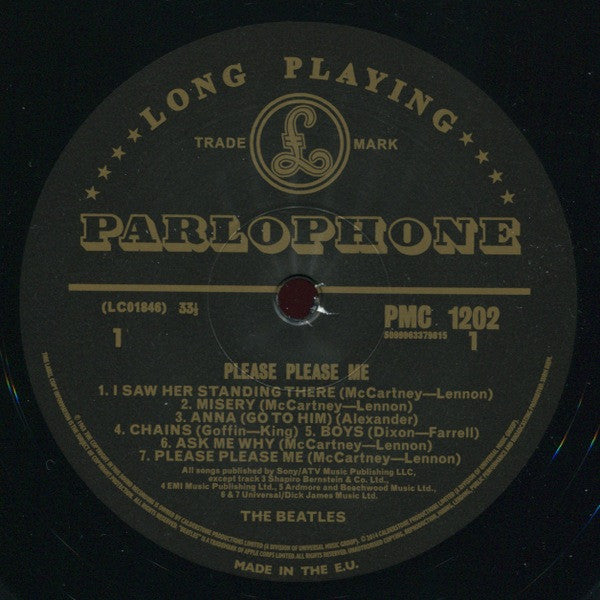 LONG PLAYING
TRADE MARK
£
PARLOPHONE
(LC01846) 33⅓
PMC 1202
5099963379815
1
1
PLEASE PLEASE ME
1. I SAW HER STANDING THERE (McCartney—Lennon)
2. MISERY (McCartney—Lennon)
3. ANNA (GO TO HIM) (Alexander)
4. CHAINS (Goffin—King) 5. BOYS (Dixon—Farrell)
6. ASK ME WHY (McCartney—Lennon)
7. PLEASE PLEASE ME (McCartney—Lennon)
All songs published by Sony/ATV Music Publishing LLC,
except track 3 Shapiro Bernstein & Co. Ltd.,
4 EMI Music Publishing Ltd., 5 Ardmore and Beechwood Music Ltd.,
6 & 7 Universal/Dick James Music Ltd.
THE BEATLES
MADE IN THE E.U.